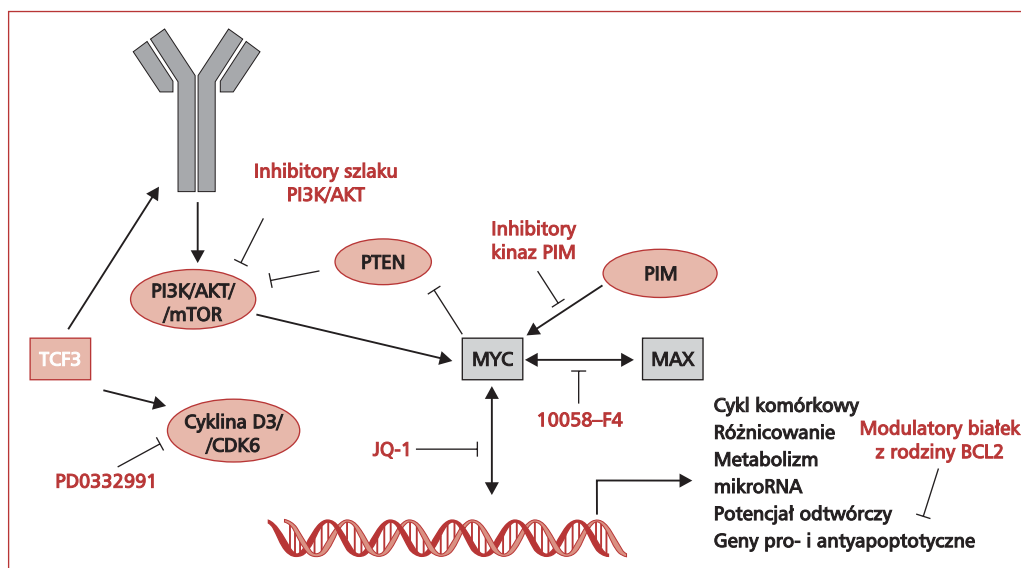 Inhibitory szlaku
PI3K/AKT
Inhibitory
kinaz PIM
PTEN
PIM
PI3K/AKT/
/mTOR
TCF3
MYC
MAX
Cyklina D3/
/CDK6
10058–F4
JQ-1
PD0332991
Cykl komórkowy
Różnicowanie
Metabolizm
mikroRNA
Potencjał odtwórczy
Geny pro- i antyapoptotyczne
Modulatory białek
z rodziny BCL2